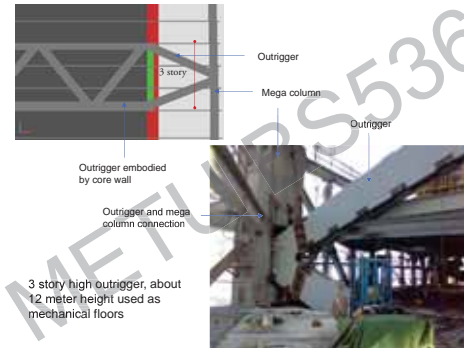 Outrigger
3 story
Mega column
Outrigger
Outrigger embodied
by core wall
Outrigger and mega
column connection
3 story high outrigger, about
12 meter height used as
mechanical floors
METU BS536